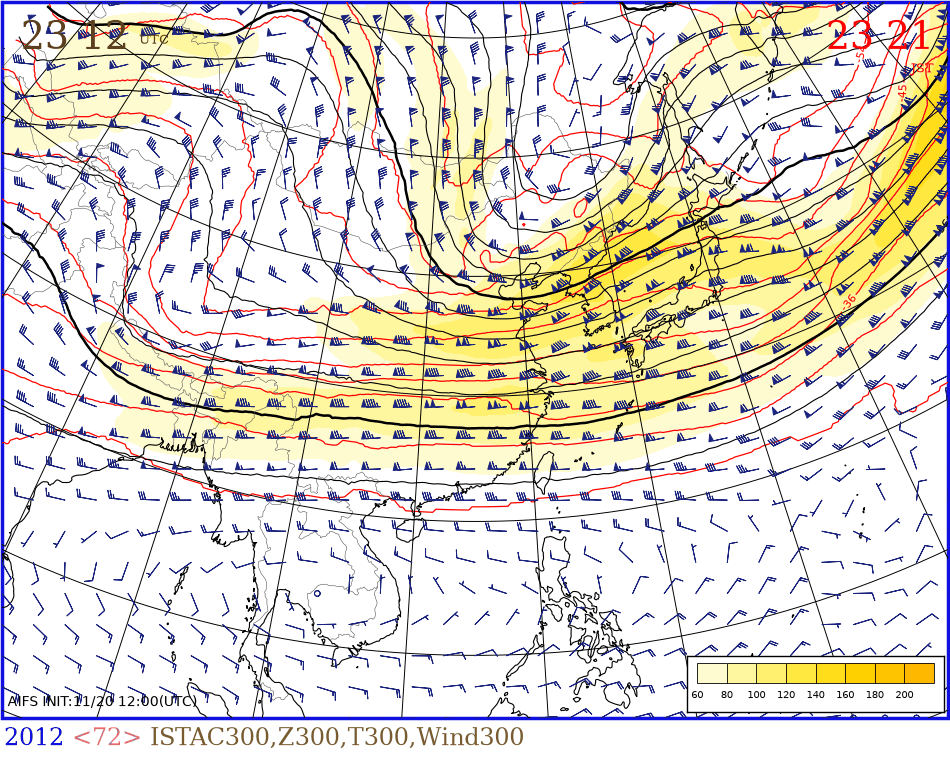 23 12 UTC
23 21
JST
-45
-36
60 80 100 120 140 160 180 200
AIFS INIT:11/20 12:00(UTC)
2012 <72> ISTAC300,Z300,T300,Wind300